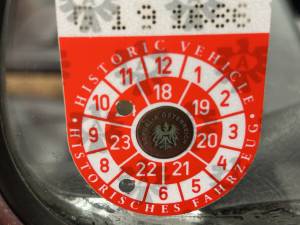 HISTORIC VEHICLE
12 1 2 3 4 5 6 8 9 10 11
18 19 20 21 22 23
HISTORISCHES FAHRZEUG